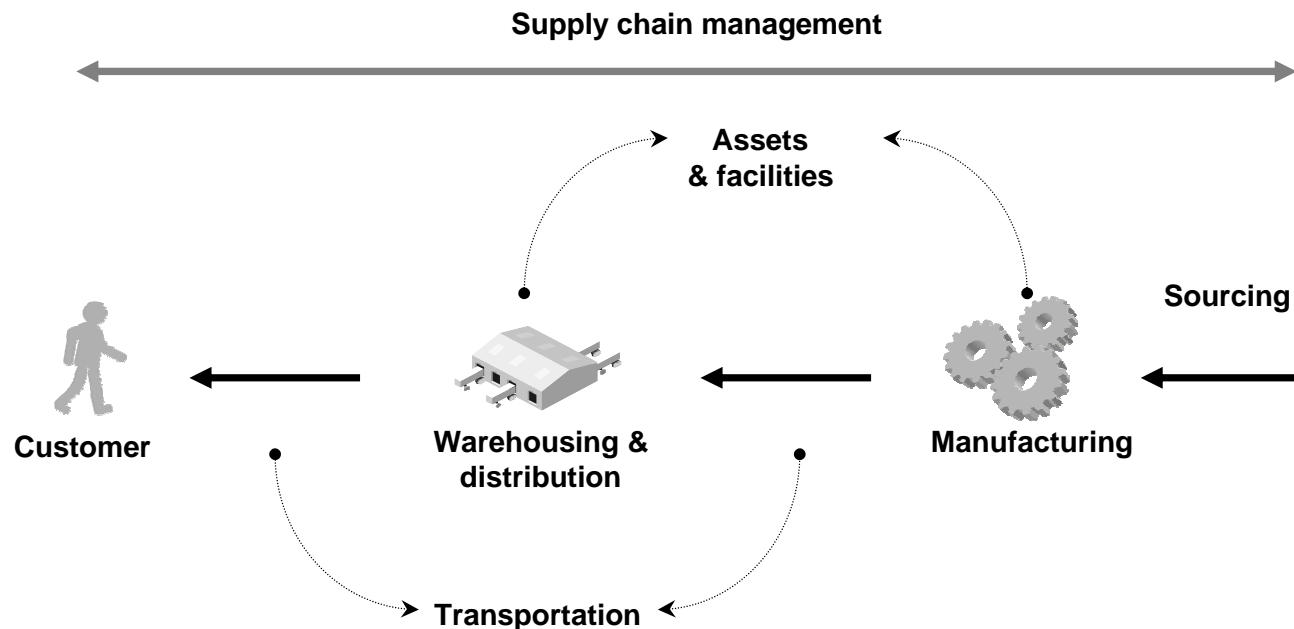 Supply chain management
Assets
& facilities
Sourcing
Customer
Warehousing &
distribution
Manufacturing
Transportation